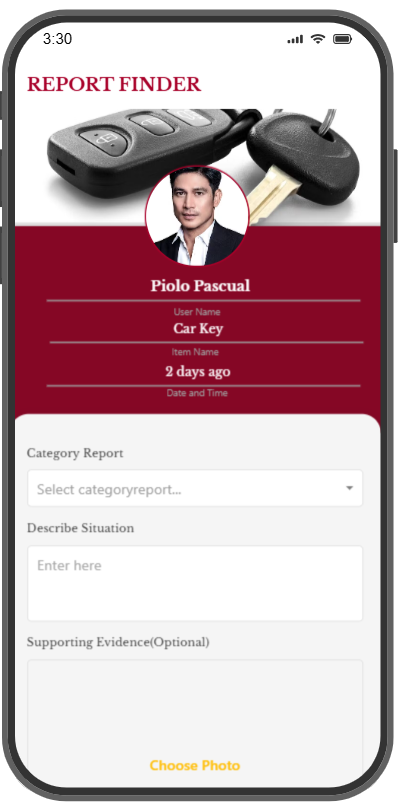 3:30
REPORT FINDER
Piolo Pascual
User Name
Car Key
Item Name
2 days ago
Date and Time
Category Report
Select categoryreport...
Describe Situation
Enter here
Supporting Evidence(Optional)
Choose Photo